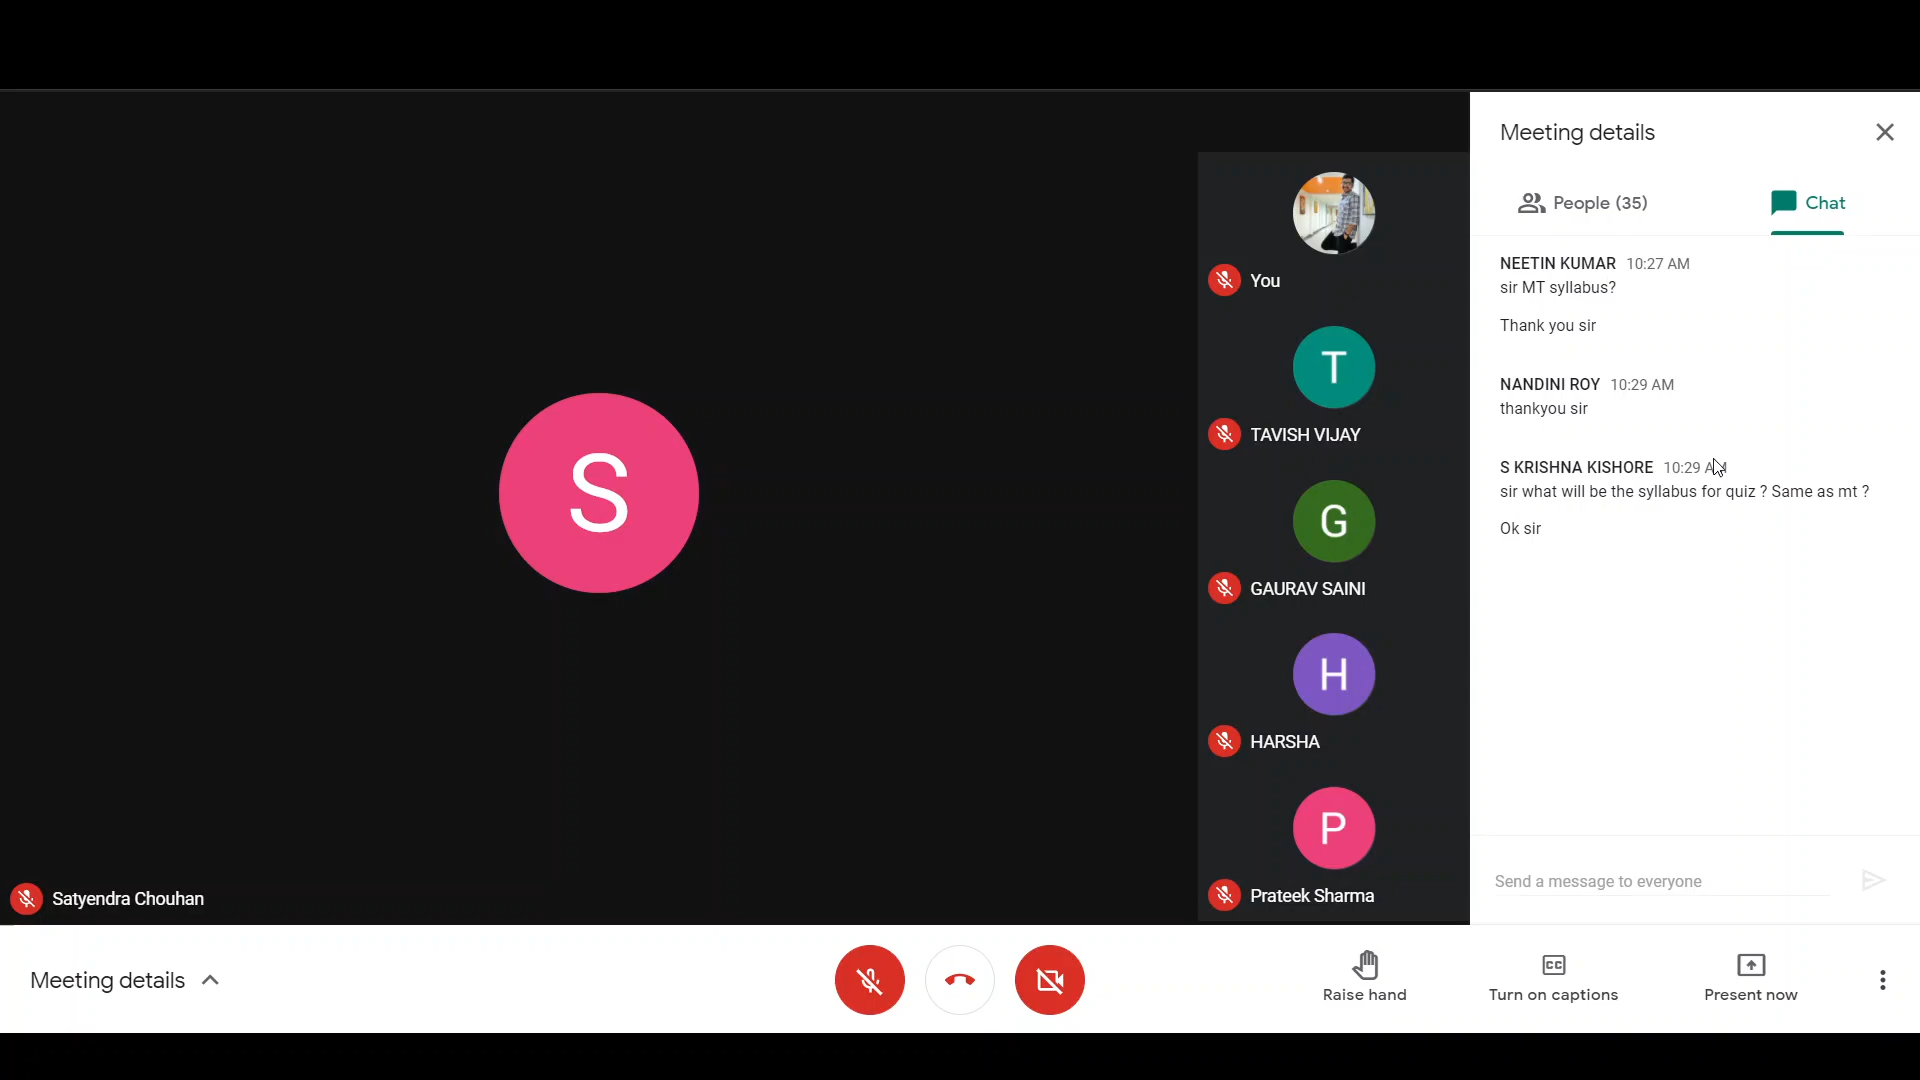 Meeting details
People (35)
Chat
NEETIN KUMAR 10:27 AM
sir MT syllabus?
Thank you sir
NANDINI ROY 10:29 AM
thankyou sir
S KRISHNA KISHORE 10:29 AM
sir what will be the syllabus for quiz ? Same as mt ?
Ok sir
Send a message to everyone
You
T
TAVISH VIJAY
G
GAURAV SAINI
H
HARSHA
P
Prateek Sharma
S
Satyendra Chouhan
Meeting details
Raise hand
CC
Turn on captions
Present now